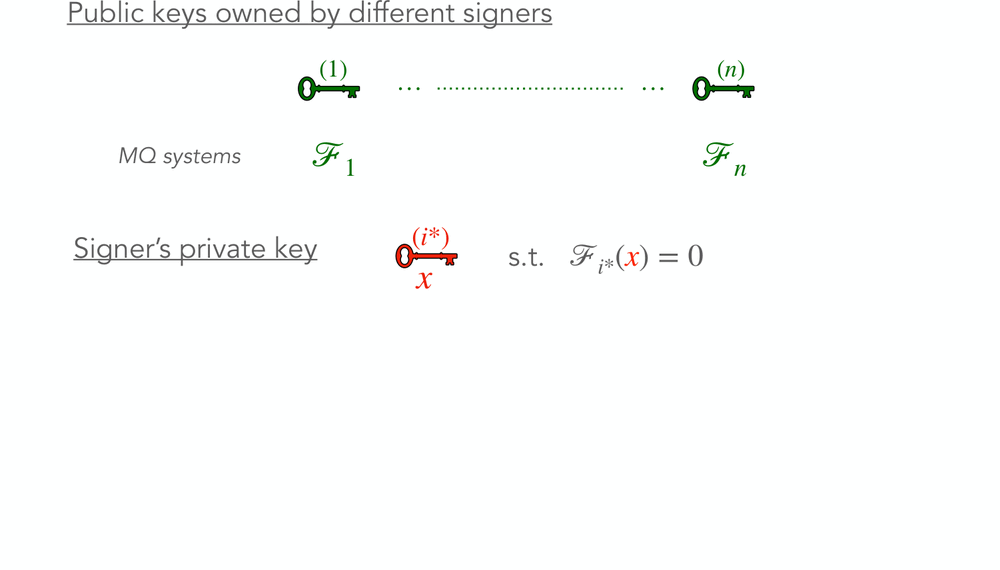 Public keys owned by different signers
(1) ... ... (n)
MQ systems ℱ₁ ℱₙ
Signer’s private key (i*) s.t. ℱᵢ*(x) = 0
x